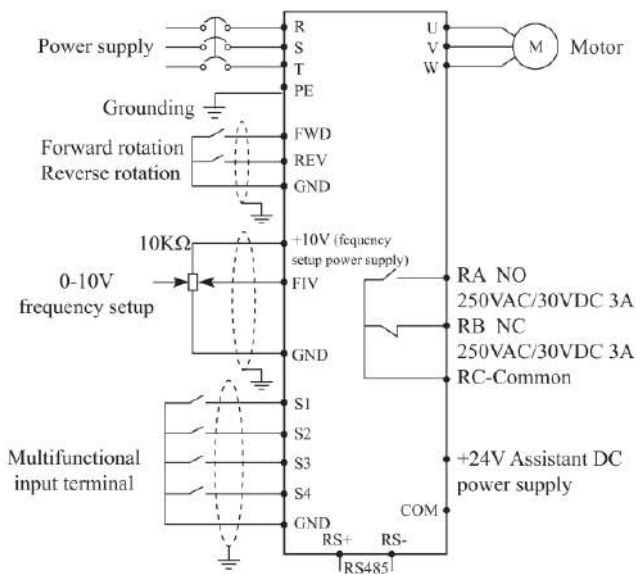 Power supply
R
S
T
PE
Grounding
Forward rotation
Reverse rotation
FWD
REV
GND
10KΩ
0-10V
frequency setup
+10V (fequency
setup power supply)
FIV
GND
Multifunctional
input terminal
S1
S2
S3
S4
GND
U
V
W
M
Motor
RA NO
250VAC/30VDC 3A
RB NC
250VAC/30VDC 3A
RC-Common
+24V Assistant DC
power supply
COM
RS+
RS-
RS485